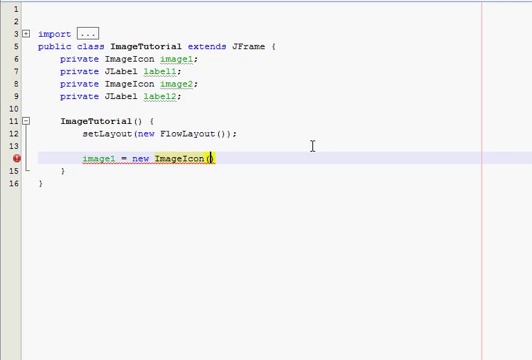 1
2
3 import ...
5 public class ImageTutorial extends JFrame {
6 private ImageIcon image1;
7 private JLabel label1;
8 private ImageIcon image2;
9 private JLabel label2;
10
11 ImageTutorial() {
12 setLayout(new FlowLayout());
13
image1 = new ImageIcon()
15 }
16 }